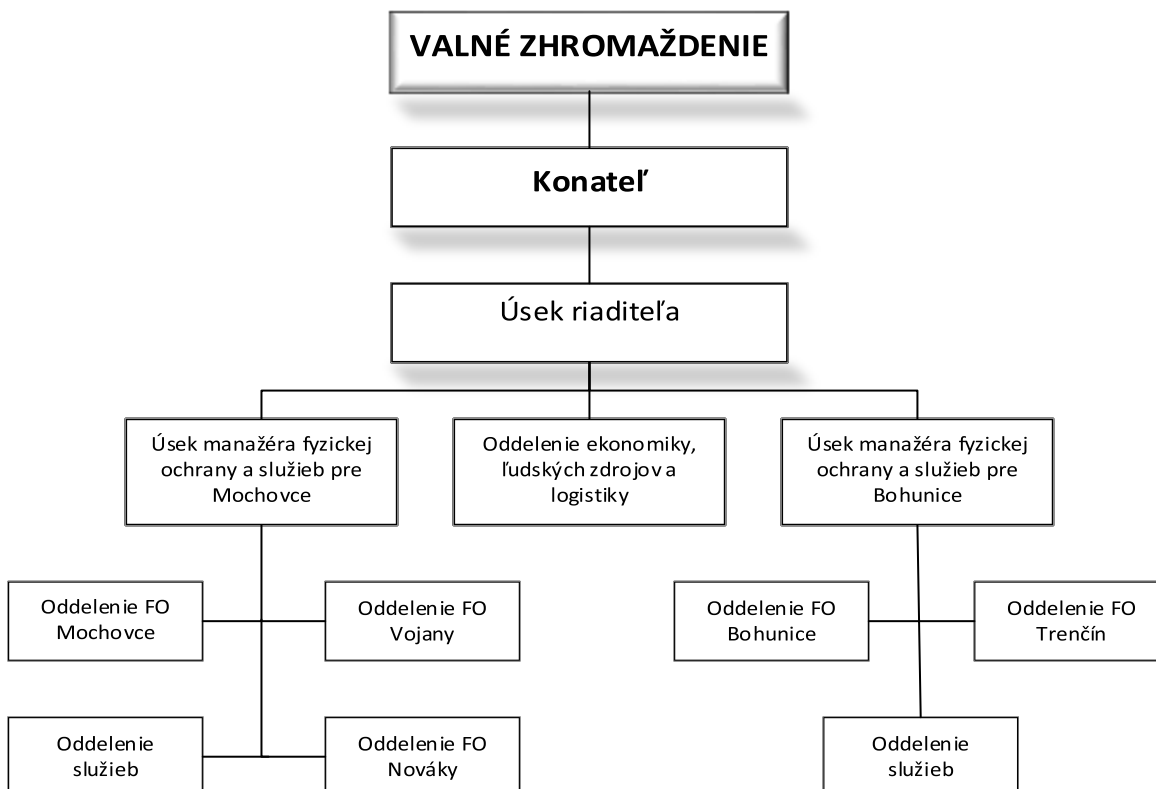 VALNÉ ZHROMAŽDENIE
Konateľ
Úsek riaditeľa
Úsek manažéra fyzickej
ochrany a služieb pre
Mochovce
Oddelenie ekonomiky,
ľudských zdrojov a
logistiky
Úsek manažéra fyzickej
ochrany a služieb pre
Bohunice
Oddelenie FO
Mochovce
Oddelenie FO
Vojany
Oddelenie FO
Bohunice
Oddelenie FO
Trenčín
Oddelenie
služieb
Oddelenie FO
Nováky
Oddelenie
služieb